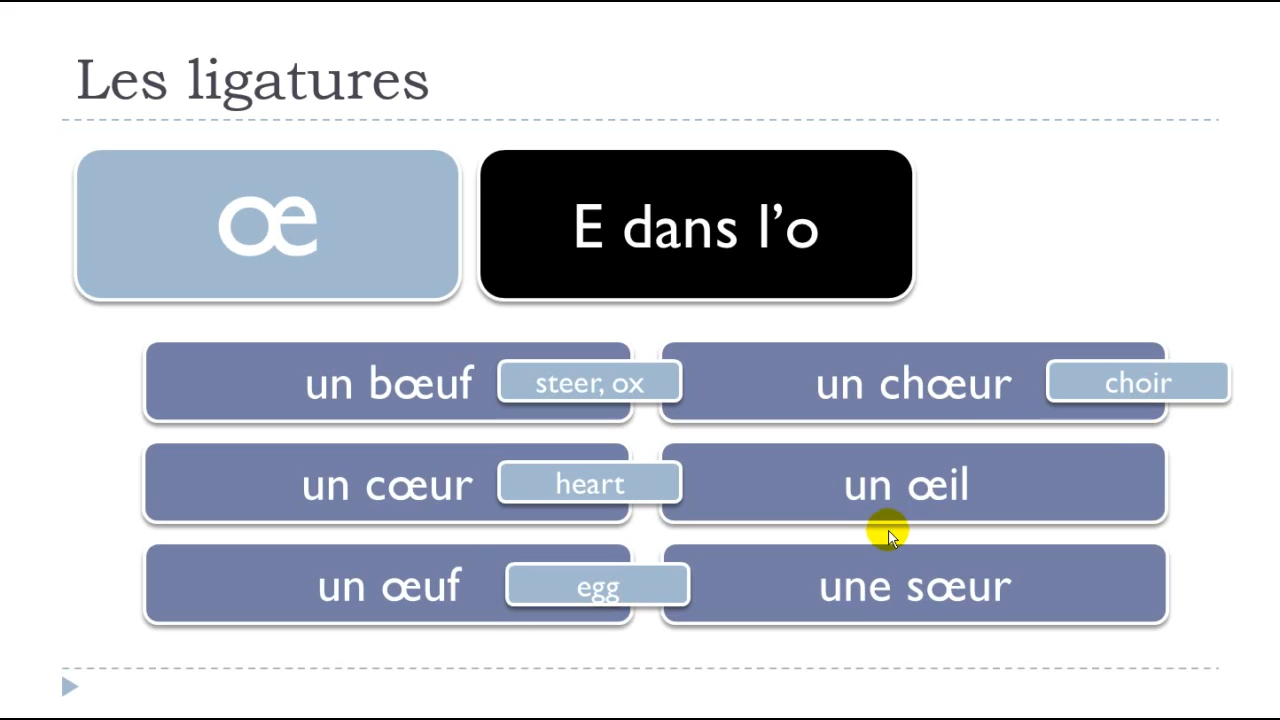 Les ligatures
œ
E dans l’o
un bœuf
steer, ox
un chœur
choir
un cœur
heart
un œil
un œuf
egg
une sœur